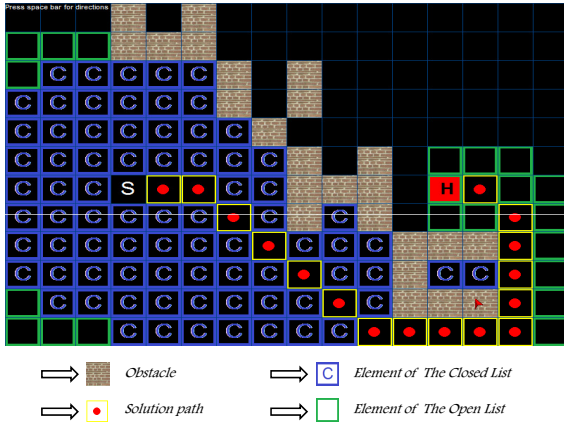 Press space bar for directions
C C C C C
C C C C C C
C C C C C C C
C C C C C C C C
C C C S C C H
C C C C C C C C
C C C C C C C C C C
C C C C C C C C C C C C
C C C C C C C C C
C C C C C C C
Obstacle
C Element of The Closed List
Solution path
Element of The Open List